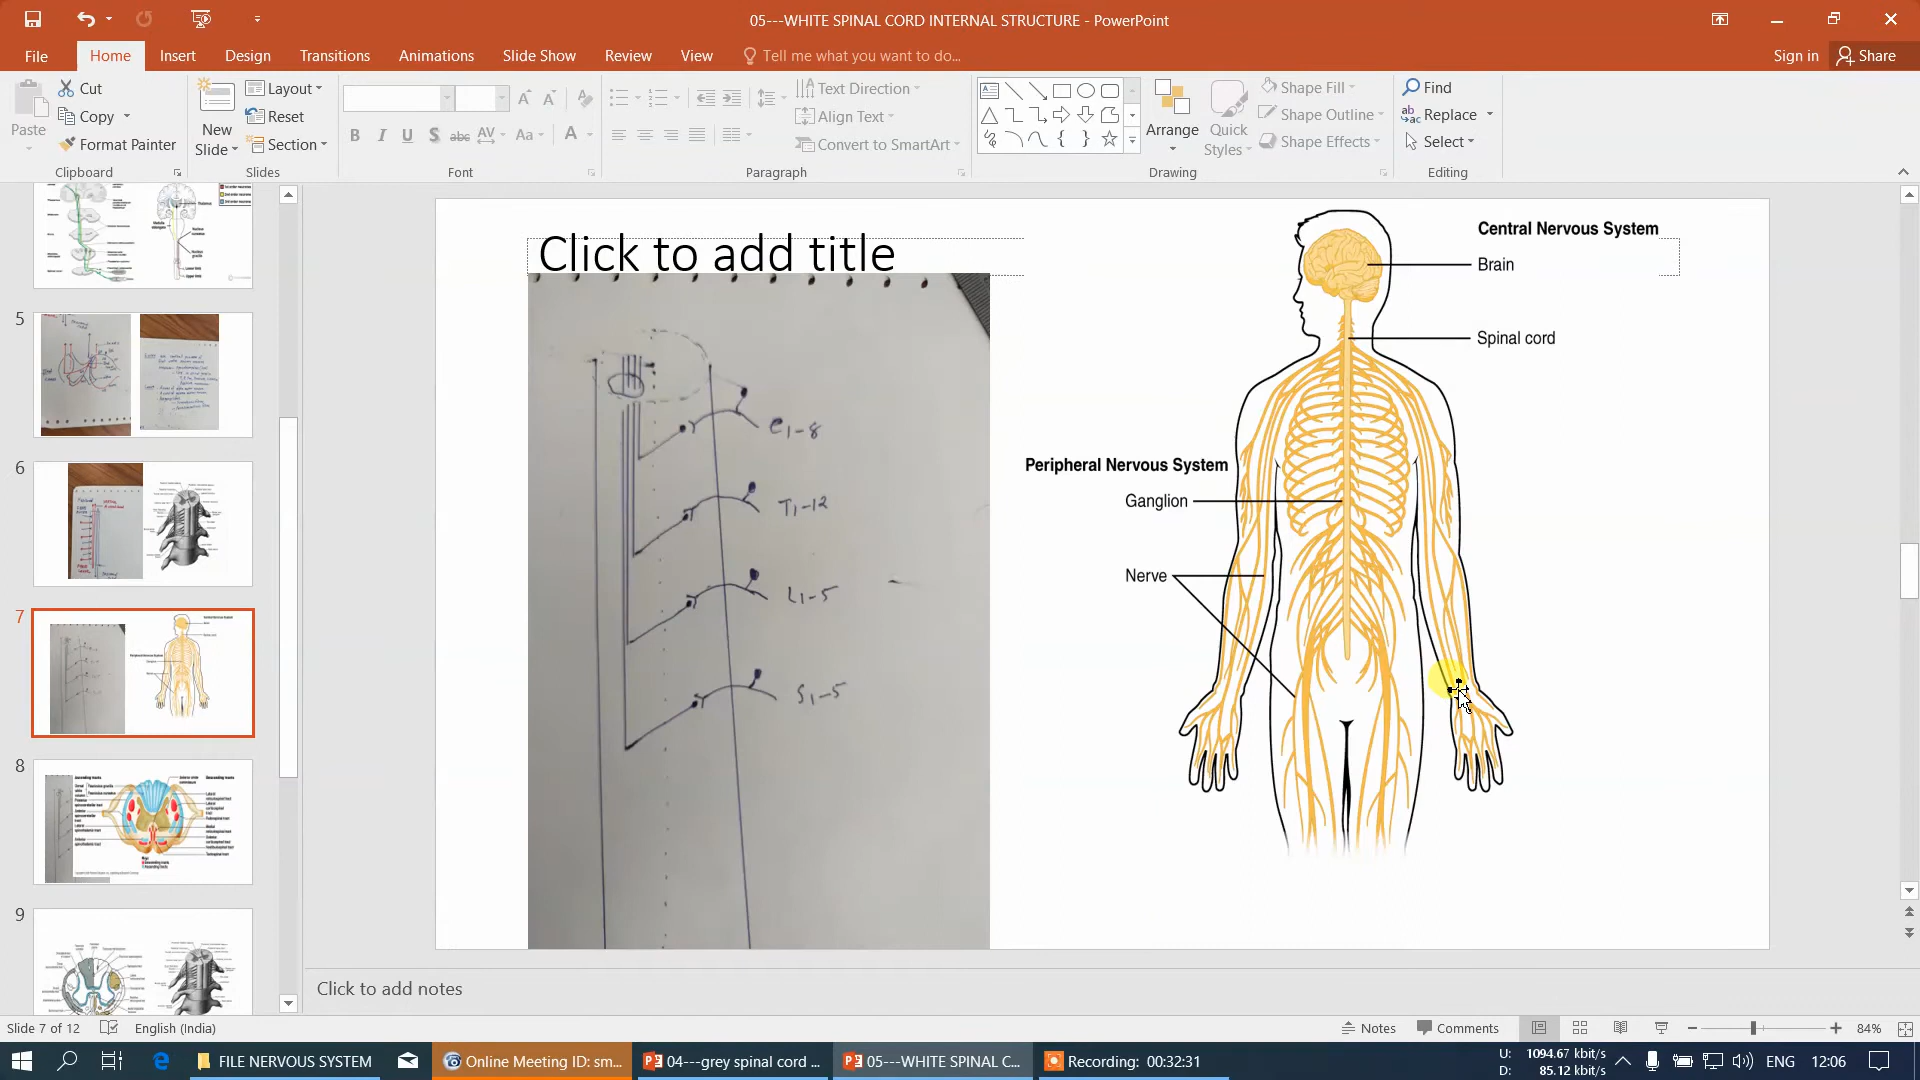 05---WHITE SPINAL CORD INTERNAL STRUCTURE - PowerPoint
File Home Insert Design Transitions Animations Slide Show Review View Tell me what you want to do... Sign in Share
Paste
Cut
Copy
Format Painter
Clipboard
New
Slide
Layout
Reset
Section
Slides
Font
Text Direction
Align Text
Convert to SmartArt
Paragraph
Arrange
Quick
Styles
Shape Fill
Shape Outline
Shape Effects
Drawing
Find
Replace
Select
Editing
5
6
7
8
9
Click to add title
C1-8
T1-12
L1-5
S1-5
Central Nervous System
Brain
Spinal cord
Peripheral Nervous System
Ganglion
Nerve
Click to add notes
Slide 7 of 12 English (India) Notes Comments 84%
FILE NERVOUS SYSTEM Online Meeting ID: sm... 04---grey spinal cord ... 05---WHITE SPINAL C... Recording: 00:32:31
U: 1094.67 kbit/s
D: 85.12 kbit/s
ENG 12:06